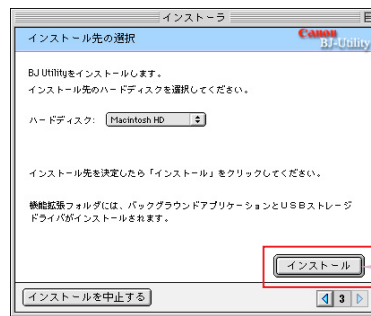 インストーラ
インストール先の選択
Canon
BJ-Utility
BJ Utilityをインストールします。
インストール先のハードディスクを選択してください。
ハードディスク: Macintosh HD
インストール先を決定したら「インストール」をクリックしてください。
機能拡張フォルダには、バックグラウンドアプリケーションとUSBストレージ
ドライバがインストールされます。
インストール
インストールを中止する
3